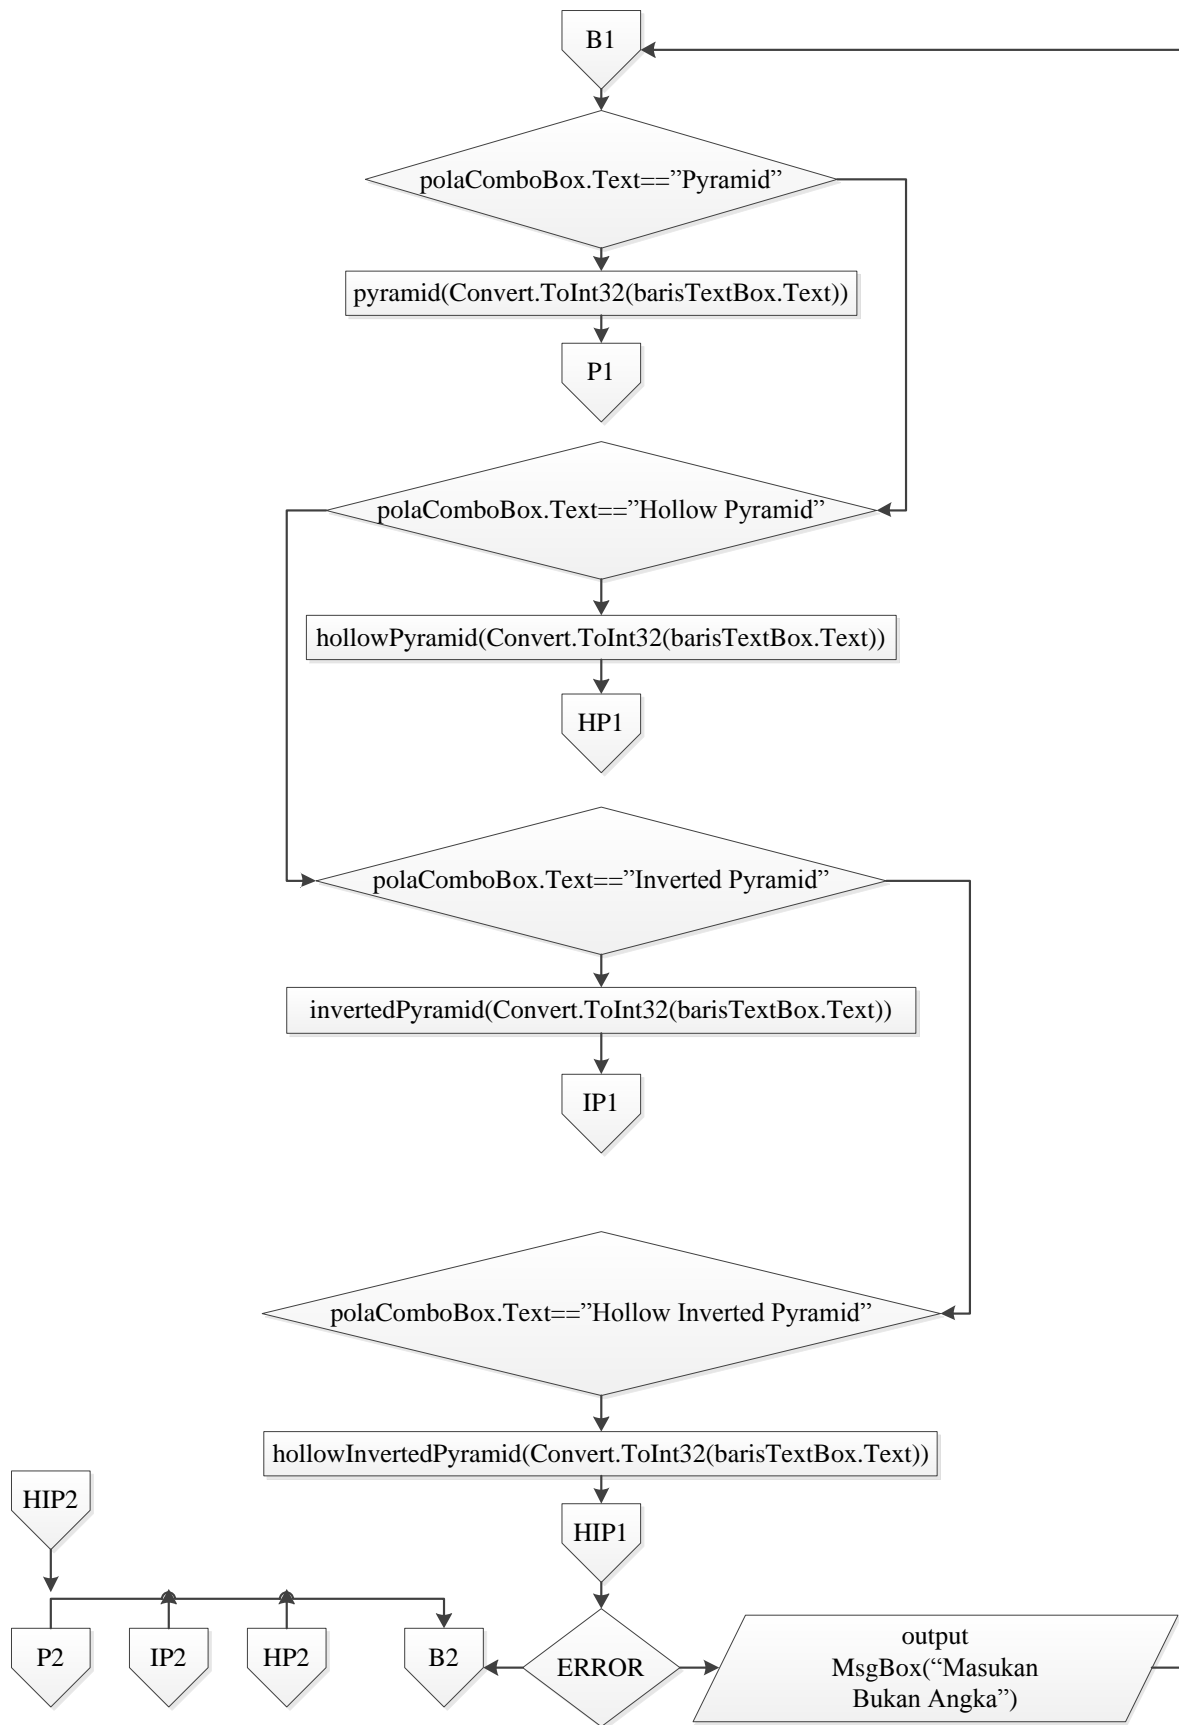 B1
polaComboBox.Text==”Pyramid”
pyramid(Convert.ToInt32(barisTextBox.Text))
P1
polaComboBox.Text==”Hollow Pyramid”
hollowPyramid(Convert.ToInt32(barisTextBox.Text))
HP1
polaComboBox.Text==”Inverted Pyramid”
invertedPyramid(Convert.ToInt32(barisTextBox.Text))
IP1
polaComboBox.Text==”Hollow Inverted Pyramid”
hollowInvertedPyramid(Convert.ToInt32(barisTextBox.Text))
HIP2
HIP1
P2
IP2
HP2
B2
ERROR
output
MsgBox(“Masukan
Bukan Angka”)